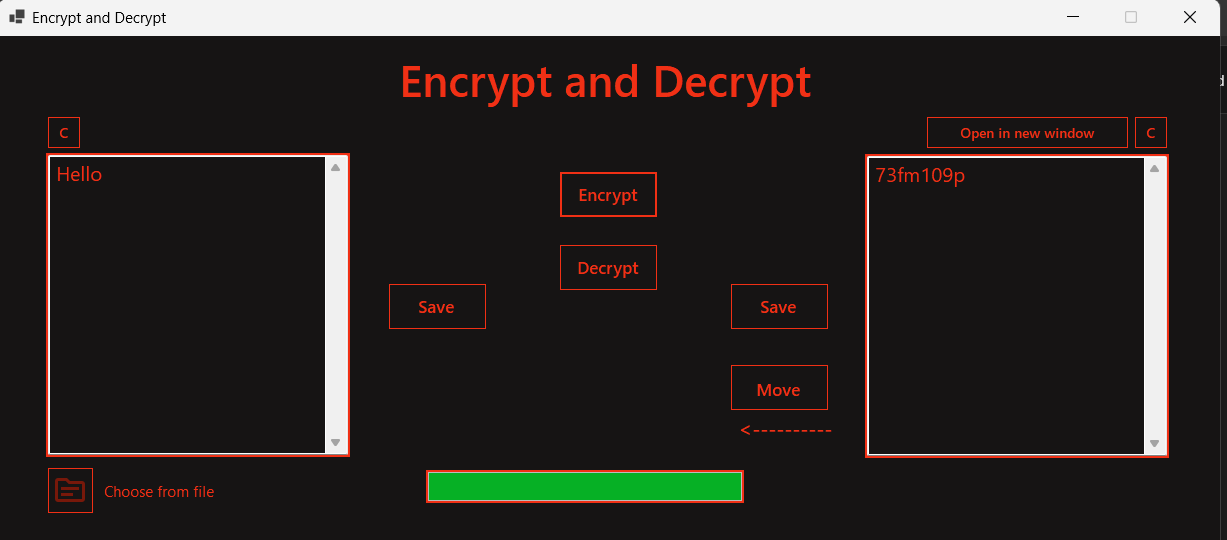 Encrypt and Decrypt
Encrypt and Decrypt
C
Open in new window
C
Hello
73fm109p
Encrypt
Decrypt
Save
Save
Move
<----------
Choose from file